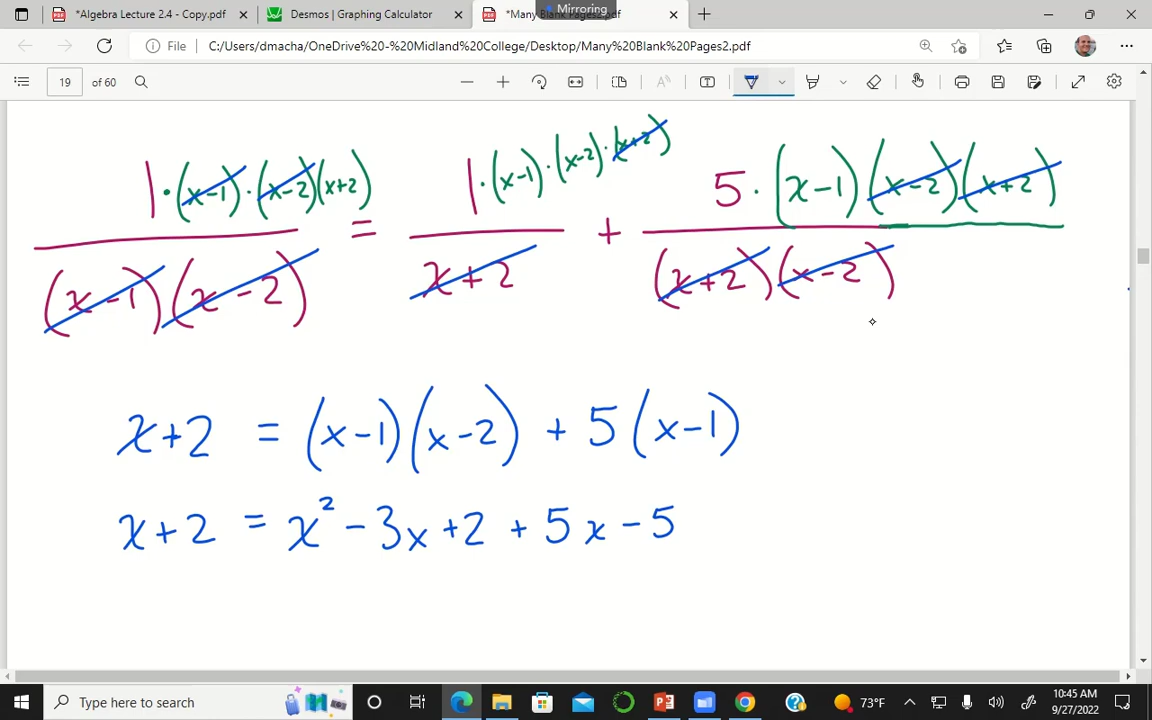 *Algebra Lecture 2.4 - Copy.pdf
Desmos | Graphing Calculator
*Many Blank Pages2.pdf
Mirroring
File C:/Users/dmacha/OneDrive%20-%20Midland%20College/Desktop/Many%20Blank%20Pages2.pdf
19 of 60
1·(x-1)·(x-2)(x+2) / (x-1)(x-2) = 1·(x-1)·(x-2)·(x+2) / x+2 + 5·(x-1)(x-2)(x+2) / (x+2)(x-2)
x+2 = (x-1)(x-2) + 5(x-1)
x+2 = x² - 3x + 2 + 5x - 5
Type here to search
73°F
10:45 AM
9/27/2022